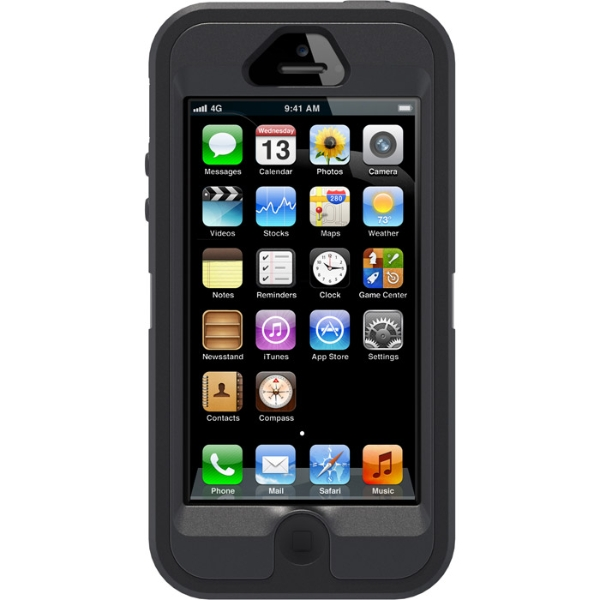 4G 9:41 AM
Wednesday
13 280
73°
Messages Calendar Photos Camera
Videos Stocks Maps Weather
Notes Reminders Clock Game Center
Newsstand iTunes App Store Settings
Contacts Compass
Phone Mail Safari Music